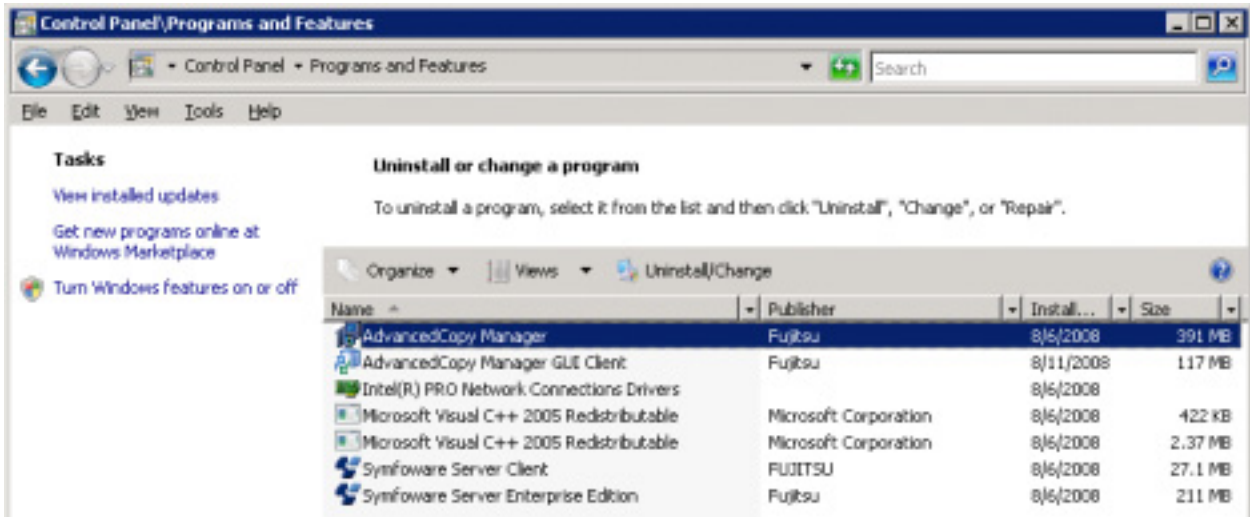 Control Panel\Programs and Features
Control Panel Programs and Features
Search
File Edit View Tools Help
Tasks
View installed updates
Get new programs online at
Windows Marketplace
Turn Windows features on or off
Uninstall or change a program
To uninstall a program, select it from the list and then click "Uninstall", "Change", or "Repair".
Organize Views Uninstall/Change
Name Publisher Install... Size
AdvancedCopy Manager Fujitsu 8/6/2008 391 MB
AdvancedCopy Manager GUI Client Fujitsu 8/11/2008 117 MB
Intel(R) PRO Network Connections Drivers 8/6/2008
Microsoft Visual C++ 2005 Redistributable Microsoft Corporation 8/6/2008 422 KB
Microsoft Visual C++ 2005 Redistributable Microsoft Corporation 8/6/2008 2.37 MB
Symfoware Server Client FUJITSU 8/6/2008 27.1 MB
Symfoware Server Enterprise Edition Fujitsu 8/6/2008 211 MB